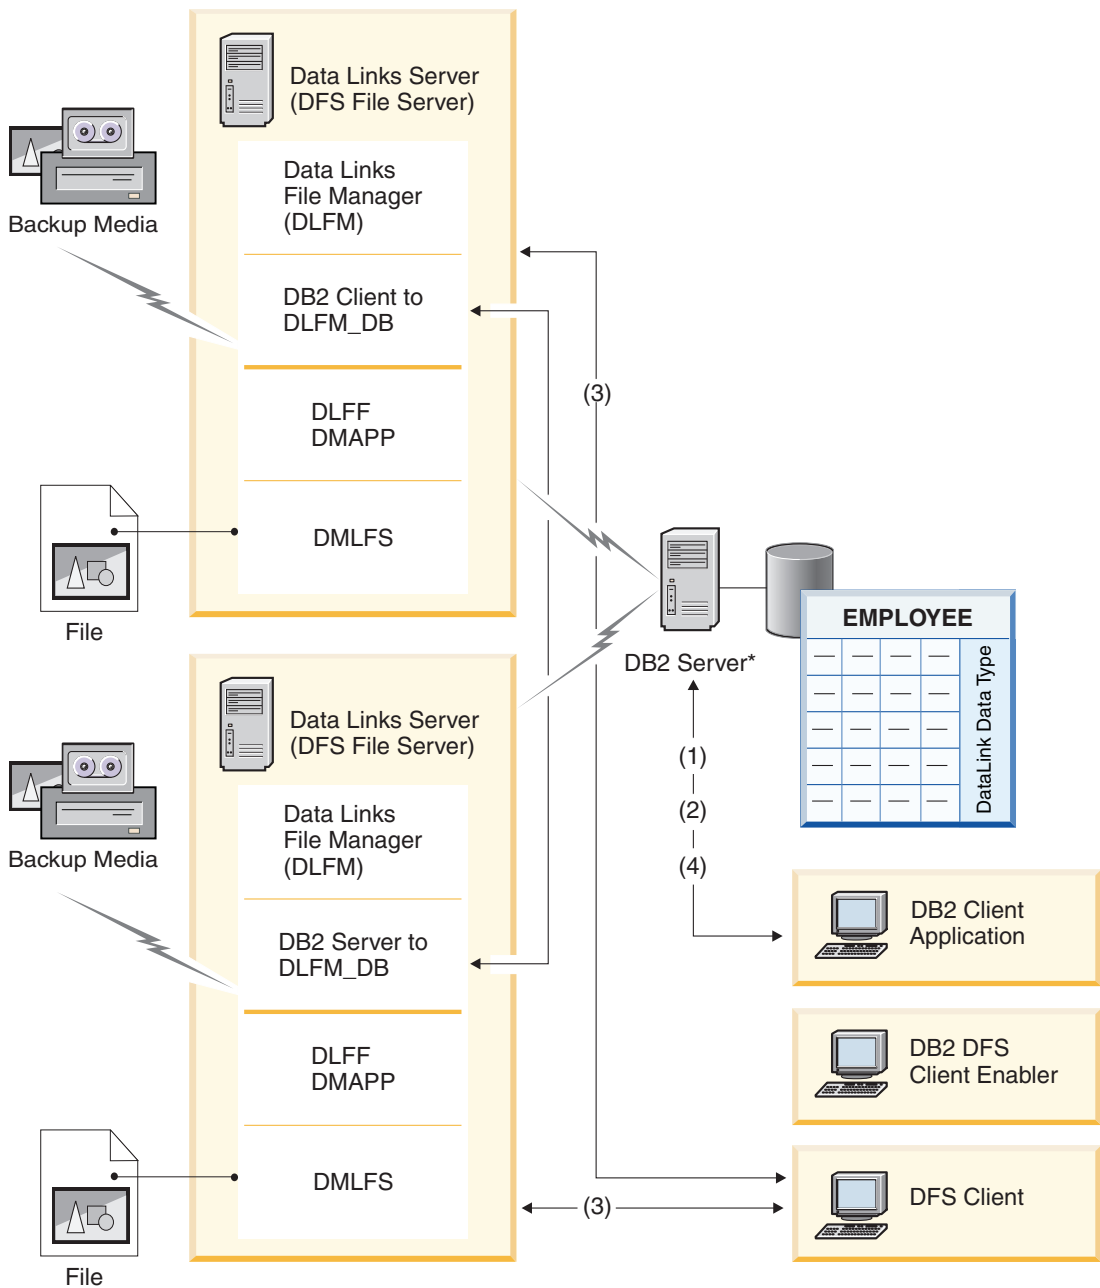 Data Links Server
(DFS File Server)
Data Links
File Manager
(DLFM)
Backup Media
DB2 Client to
DLFM_DB
(3)
DLFF
DMAPP
DMLFS
File
DB2 Server*
EMPLOYEE
DataLink Data Type
Data Links Server
(DFS File Server)
(1)
(2)
(4)
Data Links
File Manager
(DLFM)
Backup Media
DB2 Server to
DLFM_DB
DB2 Client
Application
DLFF
DMAPP
DB2 DFS
Client Enabler
DMLFS
(3)
DFS Client
File